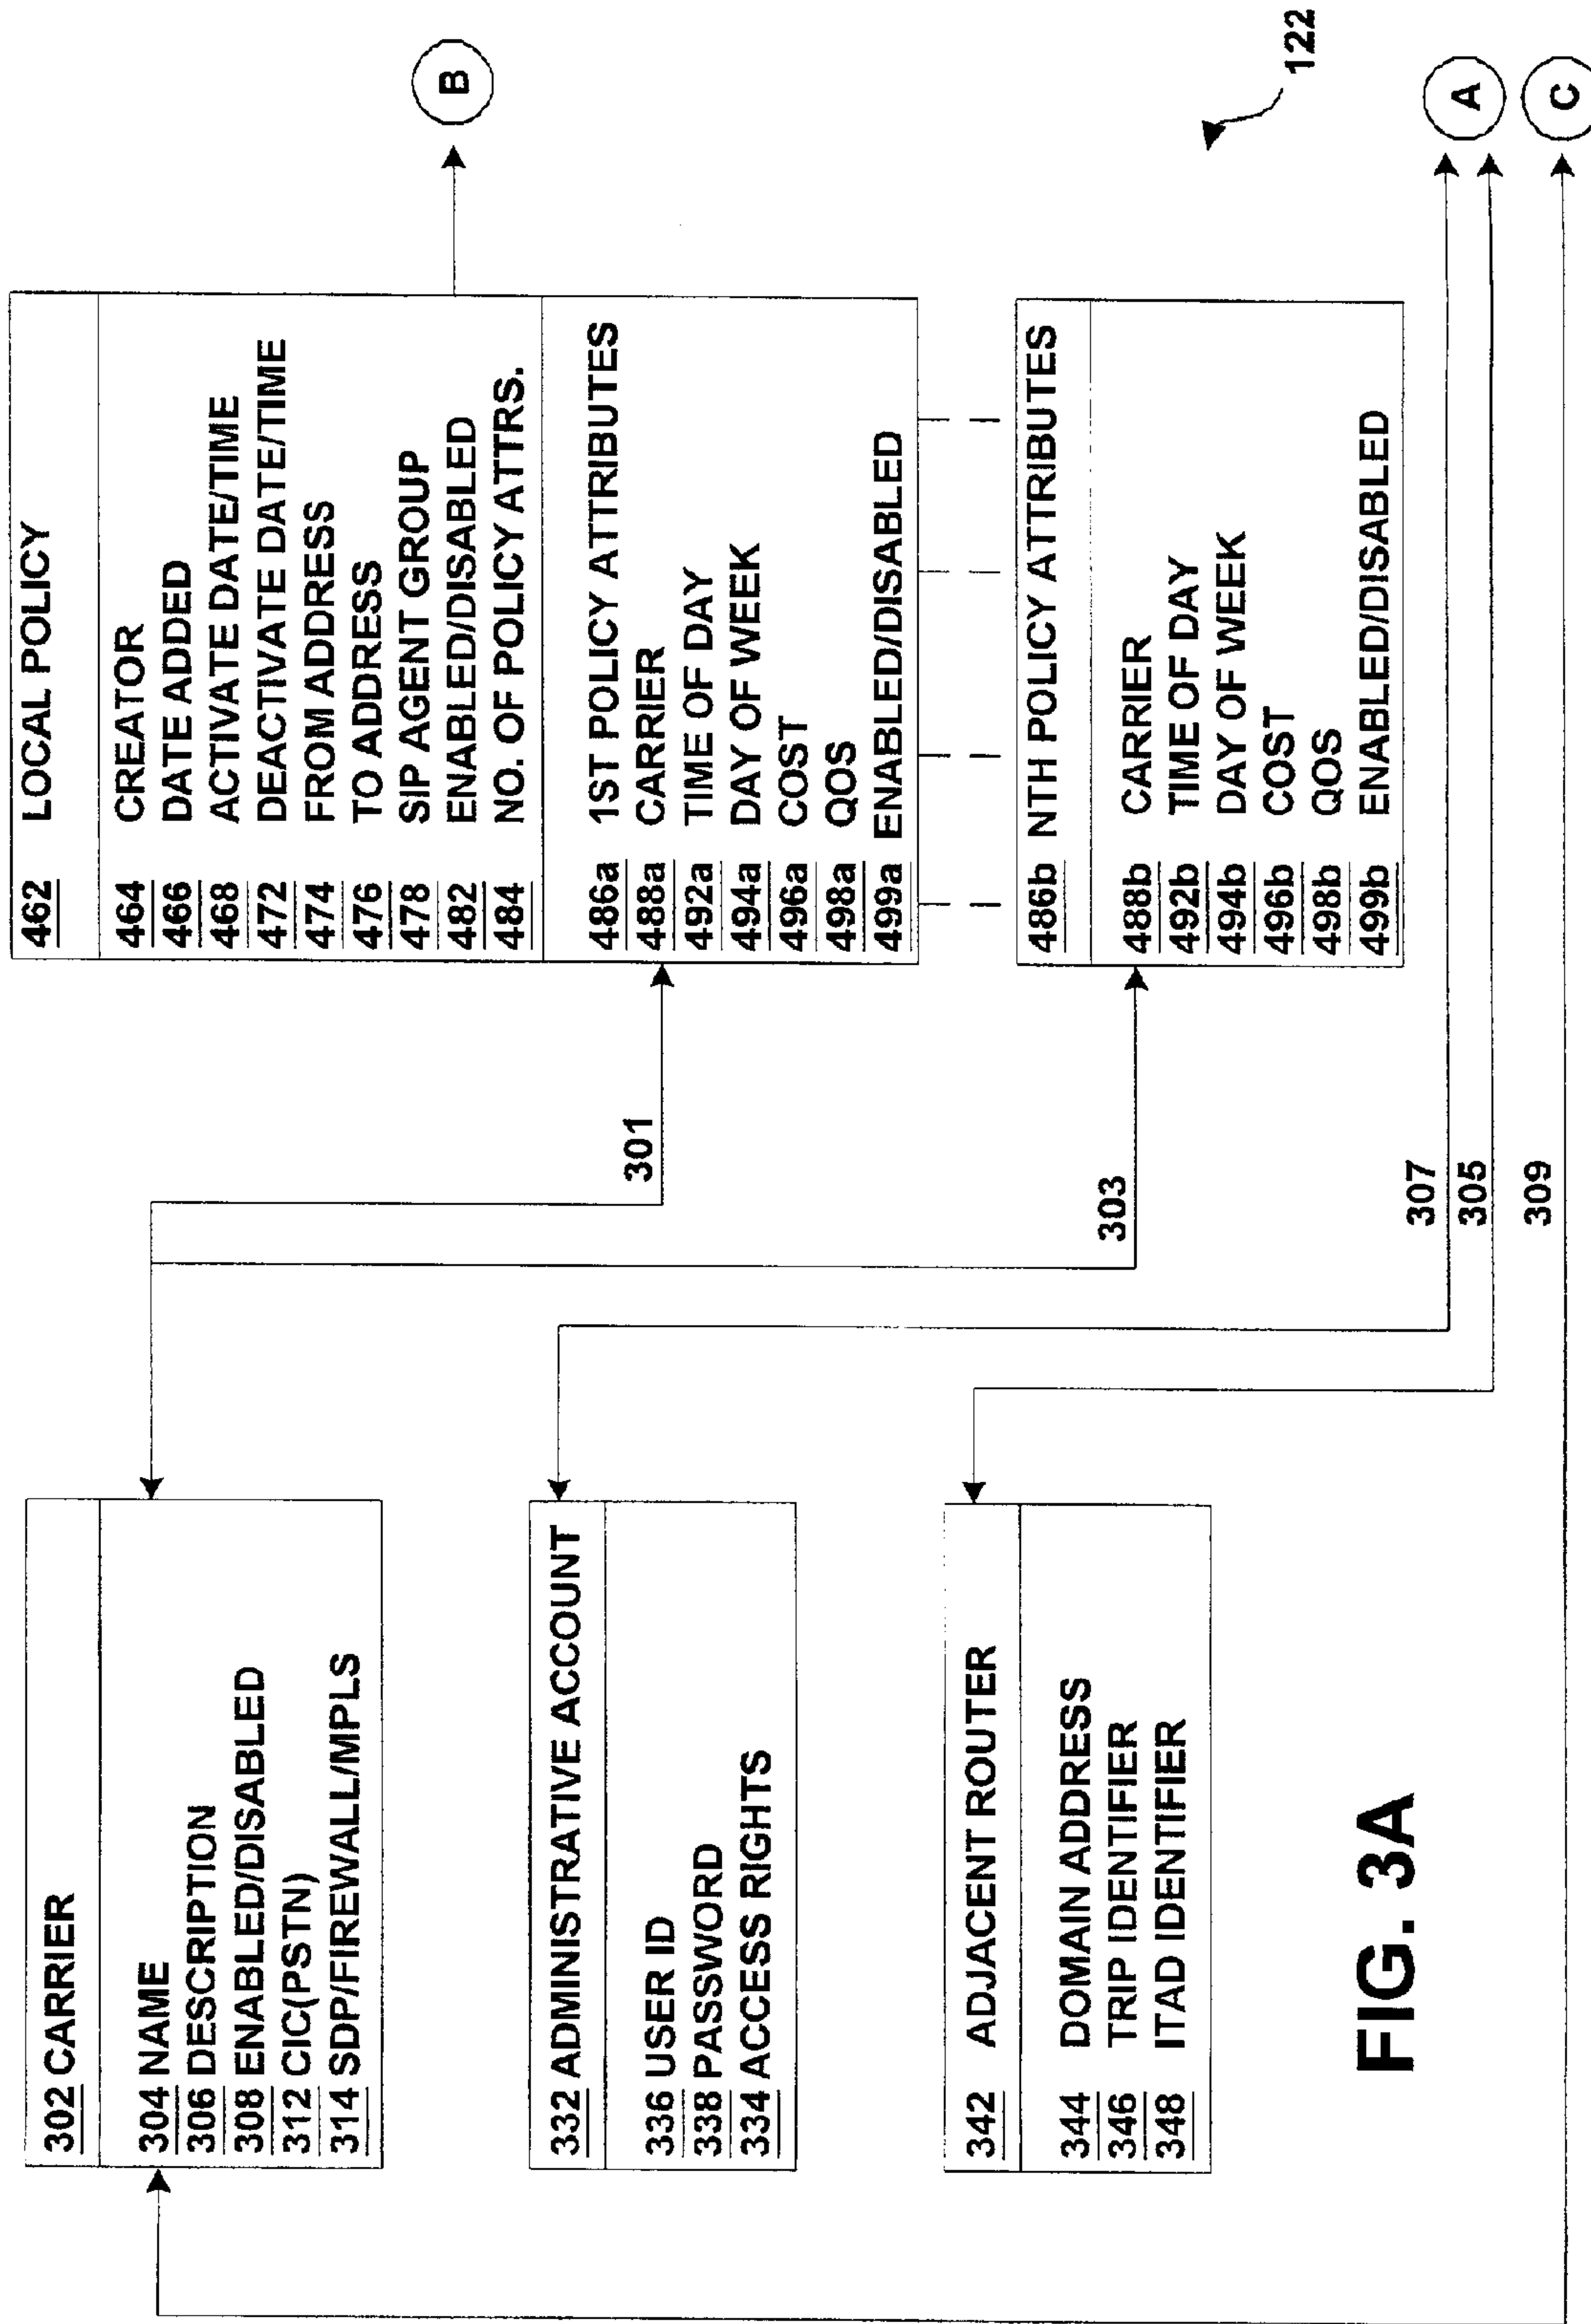 302 CARRIER
304 NAME
306 DESCRIPTION
308 ENABLED/DISABLED
312 CIC(PSTN)
314 SDP/FIREWALL/MPLS
332 ADMINISTRATIVE ACCOUNT
336 USER ID
338 PASSWORD
334 ACCESS RIGHTS
342 ADJACENT ROUTER
344 DOMAIN ADDRESS
346 TRIP IDENTIFIER
348 ITAD IDENTIFIER
462 LOCAL POLICY
464 CREATOR
466 DATE ADDED
468 ACTIVATE DATE/TIME
472 DEACTIVATE DATE/TIME
474 FROM ADDRESS
476 TO ADDRESS
478 SIP AGENT GROUP
482 ENABLED/DISABLED
484 NO. OF POLICY ATTRS.
486a 1ST POLICY ATTRIBUTES
488a CARRIER
492a TIME OF DAY
494a DAY OF WEEK
496a COST
498a QOS
499a ENABLED/DISABLED
486b NTH POLICY ATTRIBUTES
488b CARRIER
492b TIME OF DAY
494b DAY OF WEEK
496b COST
498b QOS
499b ENABLED/DISABLED
301
303
307
305
309
B
122
A
C
FIG. 3A